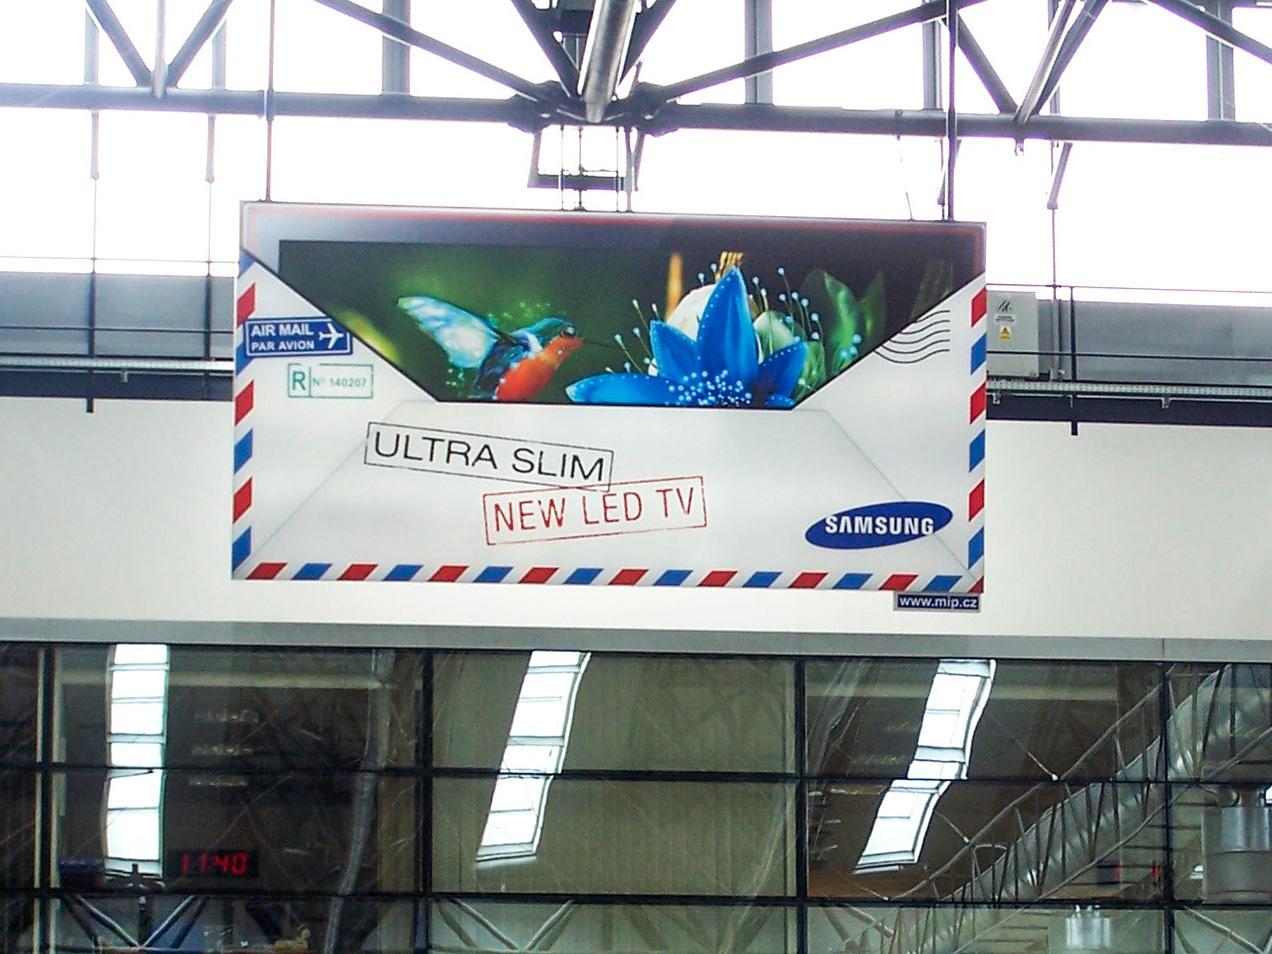 AIR MAIL
PAR AVION
R Nº 140207
ULTRA SLIM
NEW LED TV
SAMSUNG
www.mip.cz
11:40